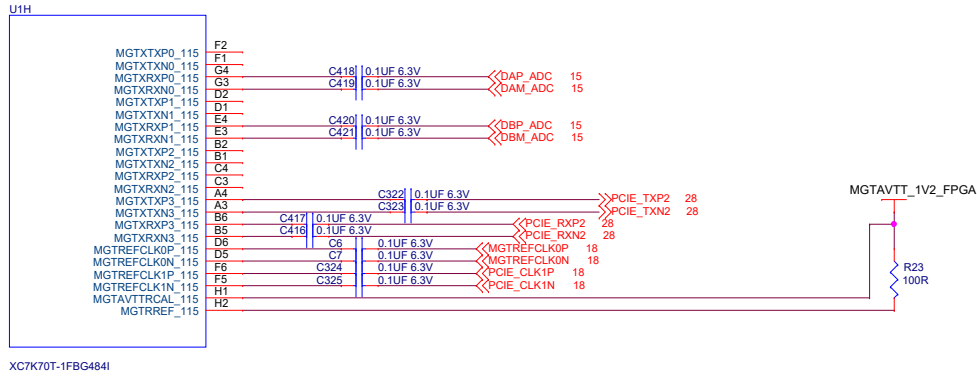 U1H
MGTXTXP0_115 F2
MGTXTXN0_115 F1
MGTXRXP0_115 G4 C418 0.1UF 6.3V DAP_ADC 15
MGTXRXN0_115 G3 C419 0.1UF 6.3V DAM_ADC 15
MGTXTXP1_115 D2
MGTXTXN1_115 D1
MGTXRXP1_115 E4 C420 0.1UF 6.3V DBP_ADC 15
MGTXRXN1_115 E3 C421 0.1UF 6.3V DBM_ADC 15
MGTXTXP2_115 B2
MGTXTXN2_115 B1
MGTXRXP2_115 C4
MGTXRXN2_115 C3
MGTXTXP3_115 A4 C322 0.1UF 6.3V PCIE_TXP2 28
MGTXTXN3_115 A3 C323 0.1UF 6.3V PCIE_TXN2 28
MGTXRXP3_115 B6 C417 0.1UF 6.3V PCIE_RXP2 28
MGTXRXN3_115 B5 C416 0.1UF 6.3V PCIE_RXN2 28
MGTREFCLK0P_115 D6 C6 0.1UF 6.3V MGTREFCLK0P 18
MGTREFCLK0N_115 D5 C7 0.1UF 6.3V MGTREFCLK0N 18
MGTREFCLK1P_115 F6 C324 0.1UF 6.3V PCIE_CLK1P 18
MGTREFCLK1N_115 F5 C325 0.1UF 6.3V PCIE_CLK1N 18
MGTAVTTRCAL_115 H1
MGTRREF_115 H2
MGTAVTT_1V2_FPGA
R23
100R
XC7K70T-1FBG484I